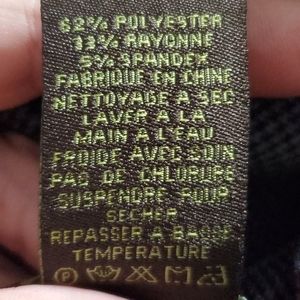 62% POLYESTER
33% RAYONNE
5% SPANDEX
FABRIQUE EN CHINE
NETTOYAGE A SEC
LAVER A LA
MAIN A L'EAU
FROIDE AVEC SOIN
PAS DE CHLORURE
SUSPENDRE POUR
SECHER
REPASSER A BASSE
TEMPERATURE